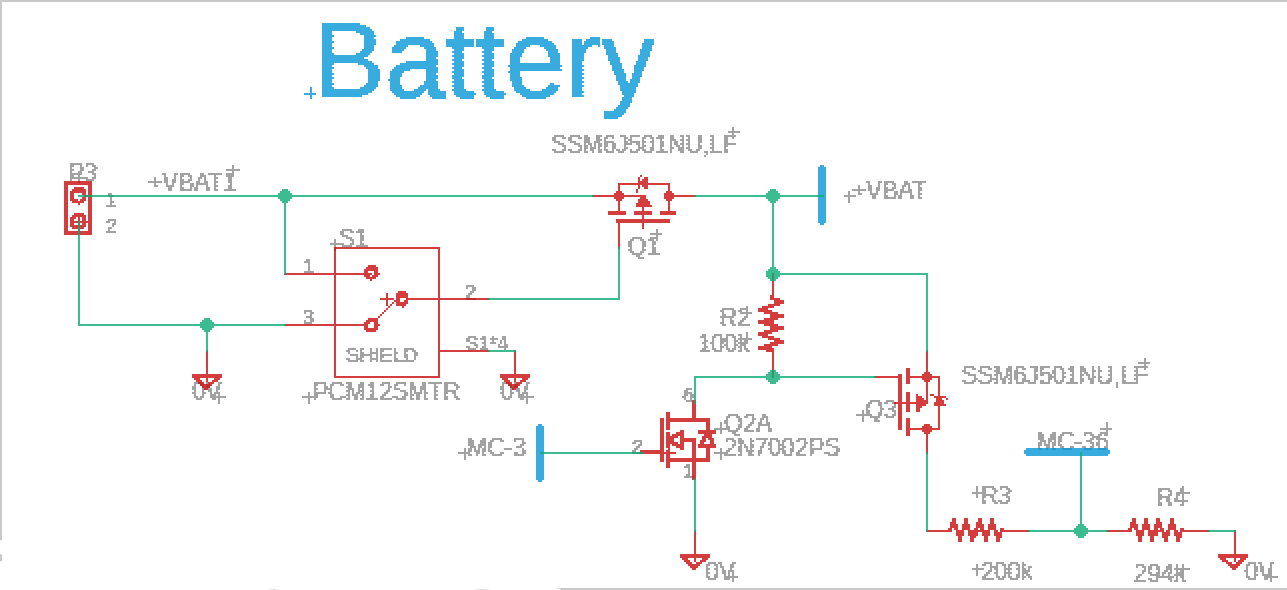 Battery
SSM6J501NU,LF
P3
+VBAT1
1
2
+VBAT
Q1
S1
1
2
3
SHIELD
S1*4
PCM12SMTR
0V
0V
R2
100k
SSM6J501NU,LF
6
Q3
Q2A
2N7002PS
MC-3
2
1
MC-36
R3
R4
200k
294k
0V
0V